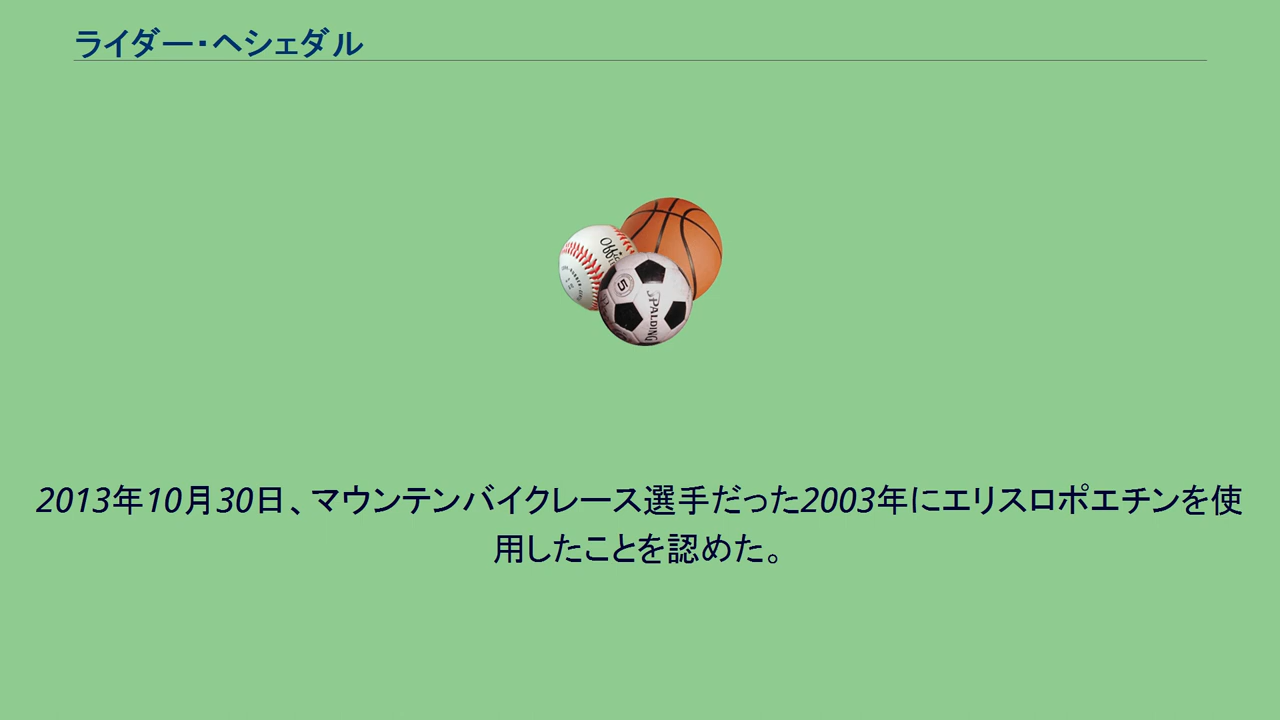 ライダー・ヘシェダル
Offic
5
SPALDING
2013年10月30日、マウンテンバイクレース選手だった2003年にエリスロポエチンを使
用したことを認めた。